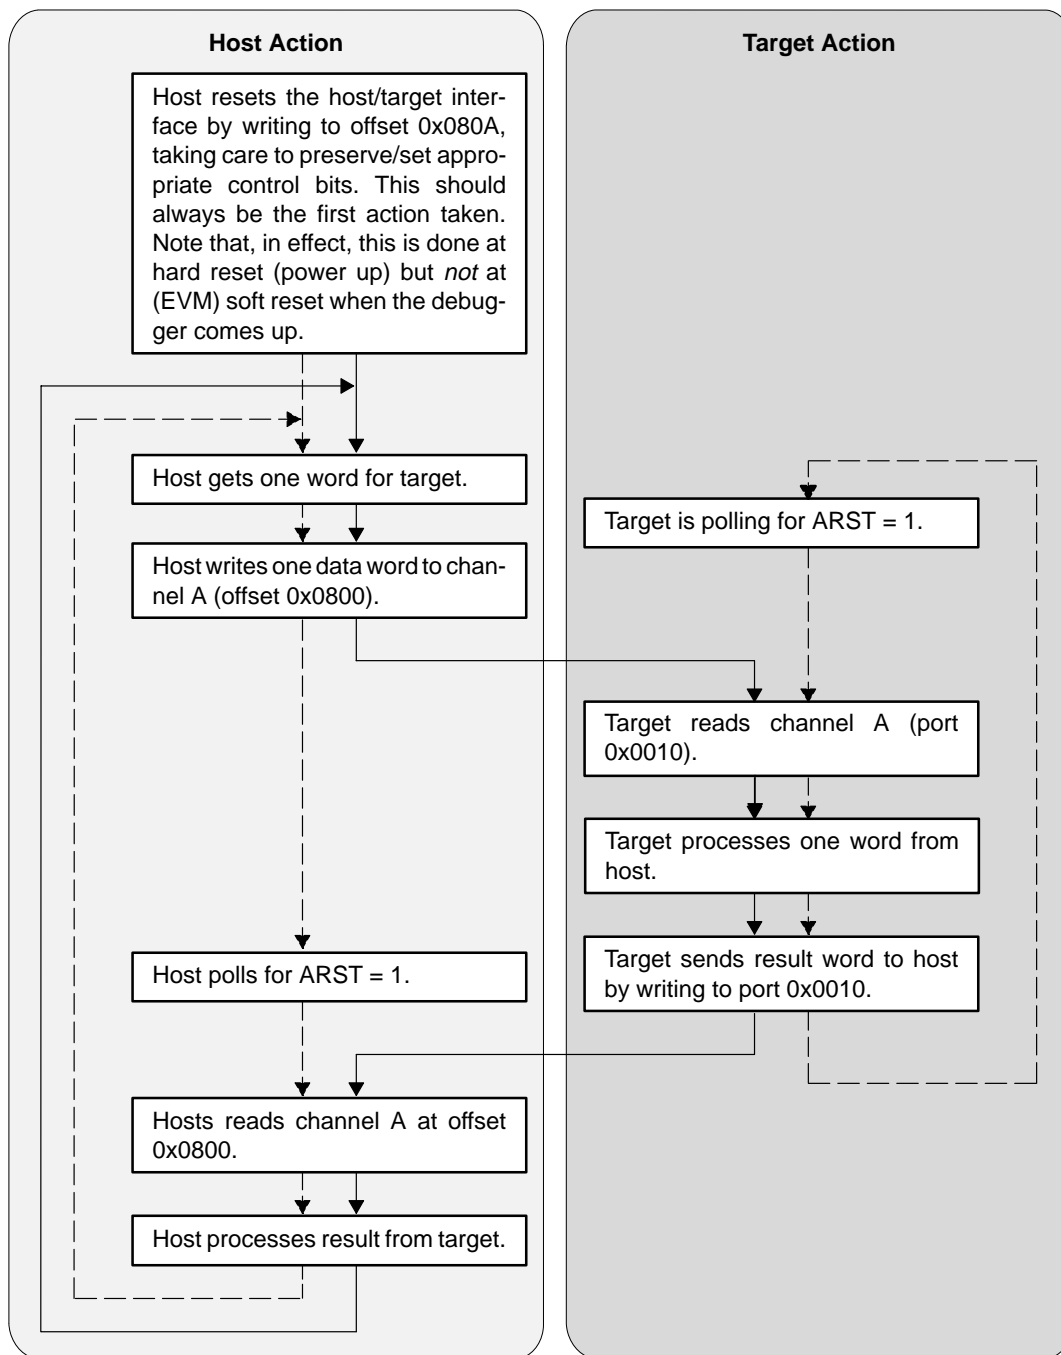 Host Action
Host resets the host/target inter-
face by writing to offset 0x080A,
taking care to preserve/set appro-
priate control bits. This should
always be the first action taken.
Note that, in effect, this is done at
hard reset (power up) but not at
(EVM) soft reset when the debug-
ger comes up.
Host gets one word for target.
Host writes one data word to chan-
nel A (offset 0x0800).
Host polls for ARST = 1.
Hosts reads channel A at offset
0x0800.
Host processes result from target.
Target Action
Target is polling for ARST = 1.
Target reads channel A (port
0x0010).
Target processes one word from
host.
Target sends result word to host
by writing to port 0x0010.